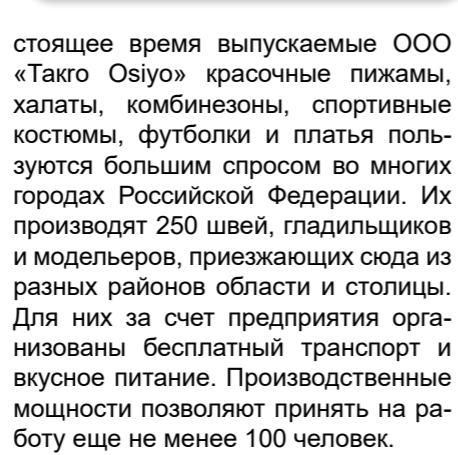 стоящее время выпускаемые ООО
«Такго Osiyo» красочные пижамы,
халаты, комбинезоны, спортивные
костюмы, футболки и платья поль-
зуются большим спросом во многих
городах Российской Федерации. Их
производят 250 швей, гладильщиков
и модельеров, приезжающих сюда из
разных районов области и столицы.
Для них за счет предприятия орга-
низованы бесплатный транспорт и
вкусное питание. Производственные
мощности позволяют принять на ра-
боту еще не менее 100 человек.